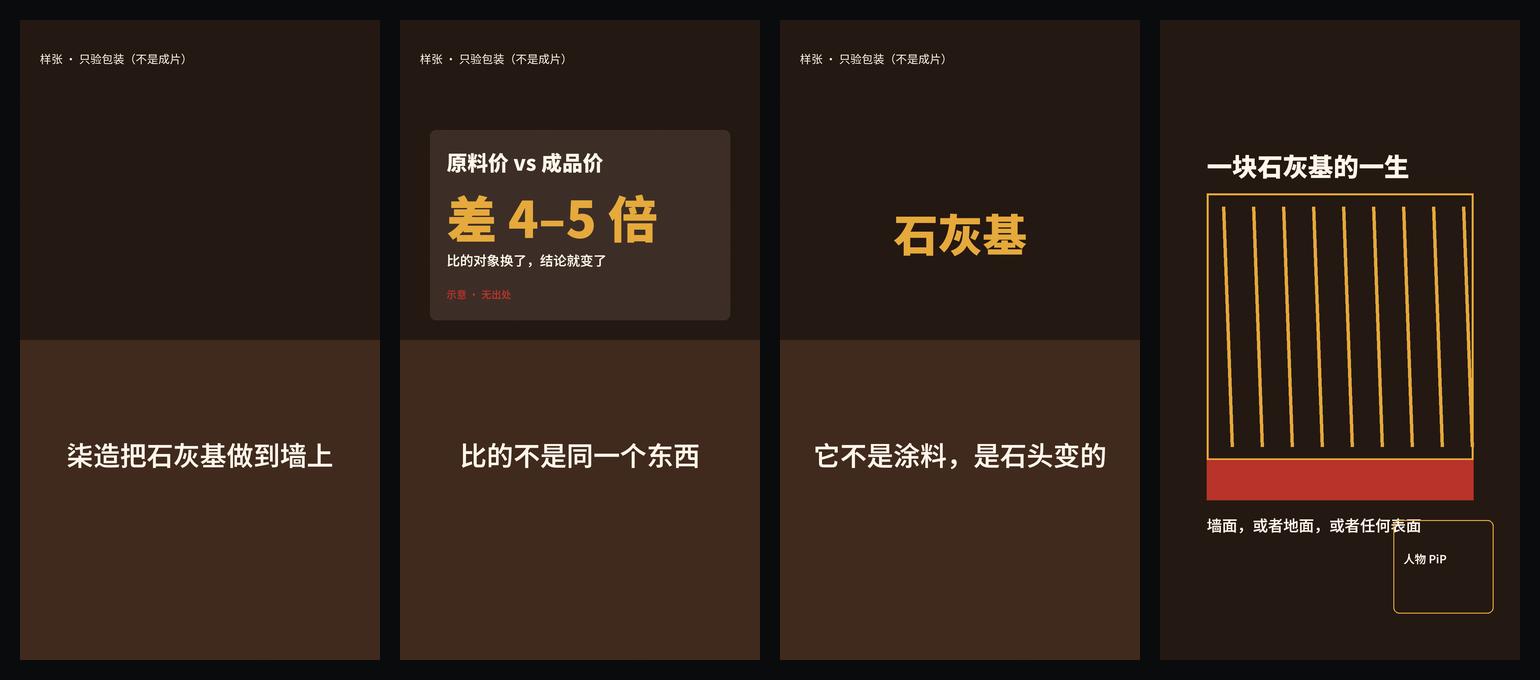 样张 · 只验包装（不是成片）
柒造把石灰基做到墙上
样张 · 只验包装（不是成片）
原料价 vs 成品价
差 4–5 倍
比的对象换了，结论就变了
示意 · 无出处
比的不是同一个东西
样张 · 只验包装（不是成片）
石灰基
它不是涂料，是石头变的
一块石灰基的一生
墙面，或者地面，或者任何表面
人物 PiP